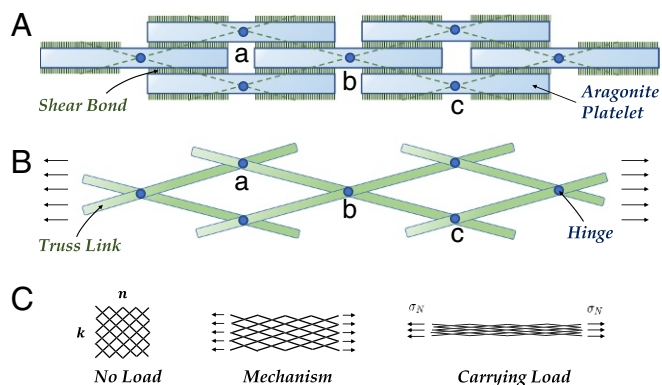 A
a
b
c
Shear Bond
Aragonite
Platelet
B
a
b
c
Truss Link
Hinge
C
n
k
σN
σN
No Load
Mechanism
Carrying Load